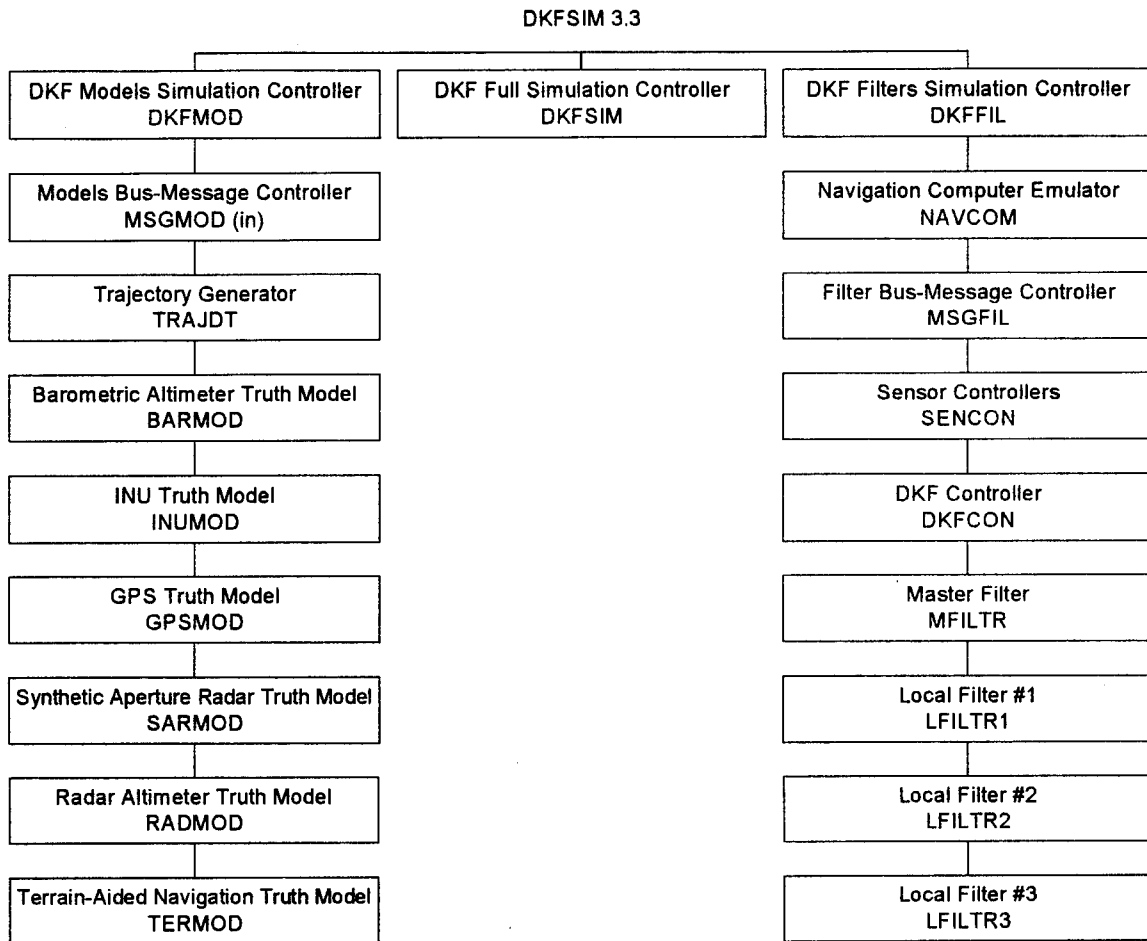 DKFSIM 3.3
DKF Models Simulation Controller
DKFMOD
DKF Full Simulation Controller
DKFSIM
DKF Filters Simulation Controller
DKFFIL
Models Bus-Message Controller
MSGMOD (in)
Navigation Computer Emulator
NAVCOM
Trajectory Generator
TRAJDT
Filter Bus-Message Controller
MSGFIL
Barometric Altimeter Truth Model
BARMOD
Sensor Controllers
SENCON
INU Truth Model
INUMOD
DKF Controller
DKFCON
GPS Truth Model
GPSMOD
Master Filter
MFILTR
Synthetic Aperture Radar Truth Model
SARMOD
Local Filter #1
LFILTR1
Radar Altimeter Truth Model
RADMOD
Local Filter #2
LFILTR2
Terrain-Aided Navigation Truth Model
TERMOD
Local Filter #3
LFILTR3